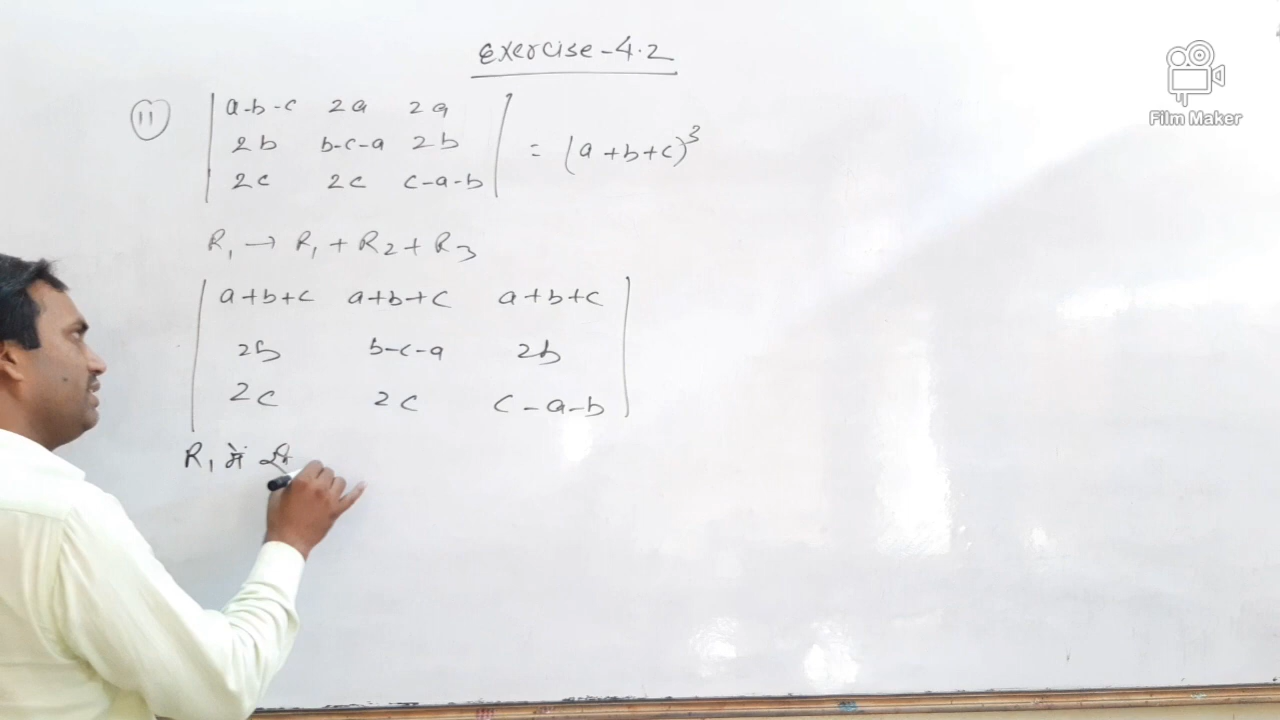 Exercise-4.2
11 | a-b-c 2a 2a |
| 2b b-c-a 2b | = (a+b+c)³
| 2c 2c c-a-b |
R₁ → R₁ + R₂ + R₃
| a+b+c a+b+c a+b+c |
| 2b b-c-a 2b |
| 2c 2c c-a-b |
R₁ में
Film Maker